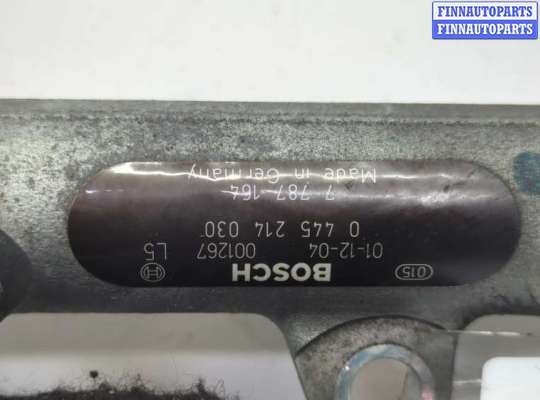 FINNAUTOPARTS
FINNAUTOPARTS
015
BOSCH
01-12-04 001267 L5
0 445 214 030
7 787 164
Made in Germany